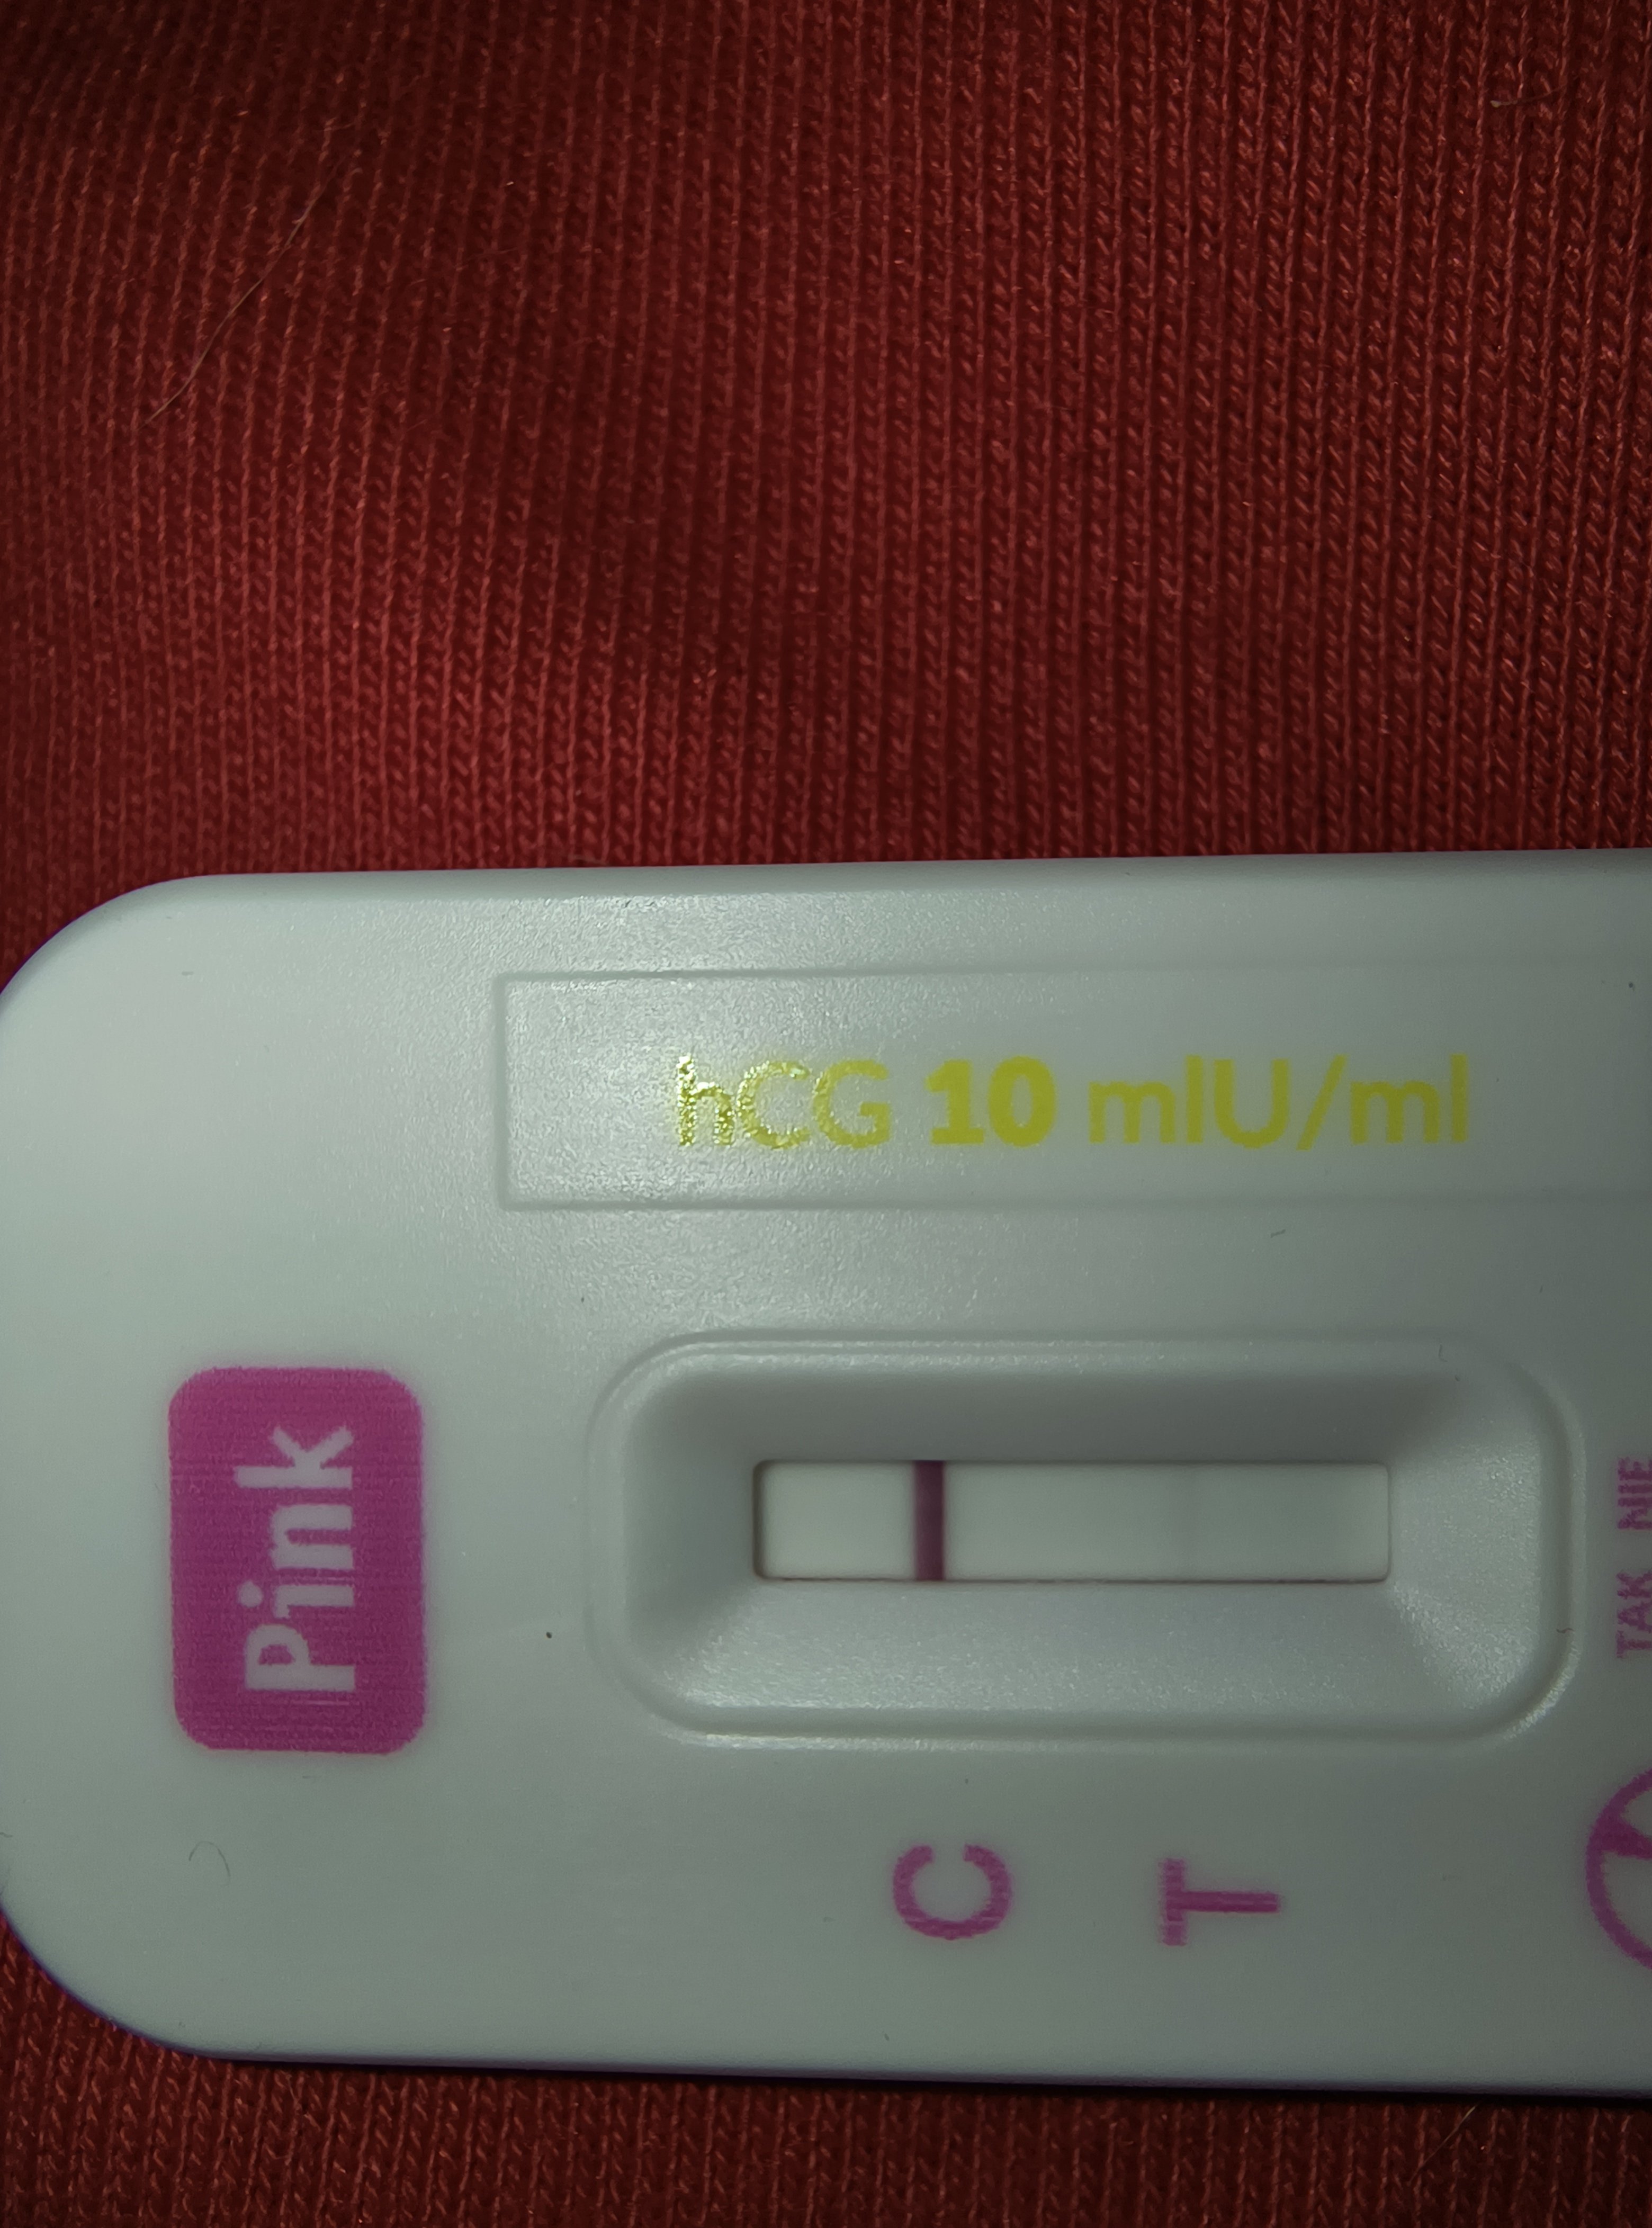 hCG 10 mIU/ml
Pink
C
T
TAK NIE